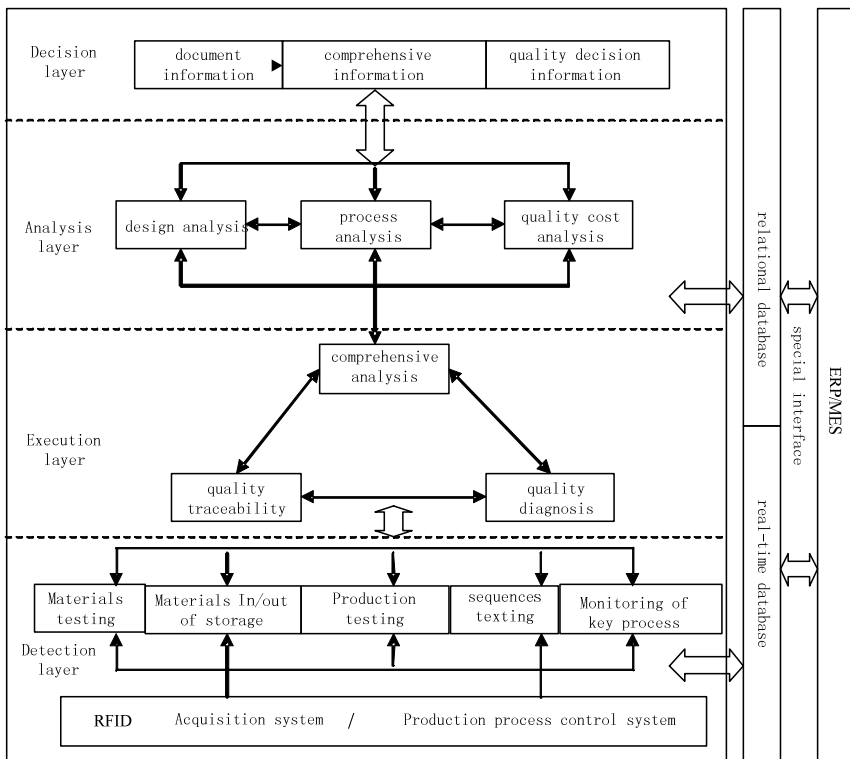 Decision
layer
document
information
comprehensive
information
quality decision
information
Analysis
layer
design analysis
process
analysis
quality cost
analysis
relational database
special interface
ERP/MES
comprehensive
analysis
Execution
layer
quality
traceability
quality
diagnosis
real-time database
Materials
testing
Materials In/out
of storage
Production
testing
sequences
texting
Monitoring of
key process
Detection
layer
RFID Acquisition system / Production process control system